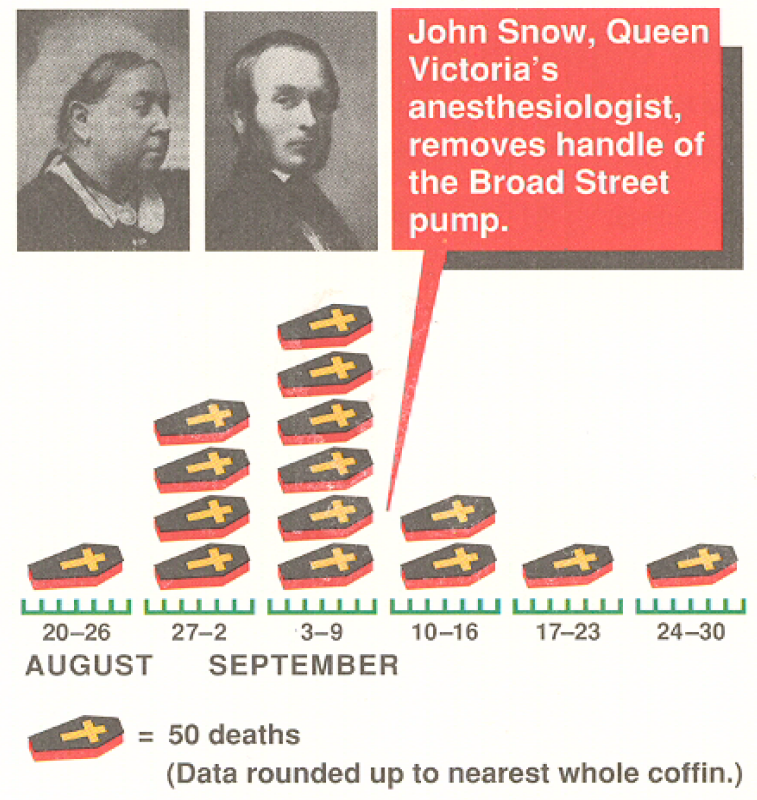 John Snow, Queen
Victoria's
anesthesiologist,
removes handle of
the Broad Street
pump.
20–26 27–2 3–9 10–16 17–23 24–30
AUGUST SEPTEMBER
= 50 deaths
(Data rounded up to nearest whole coffin.)